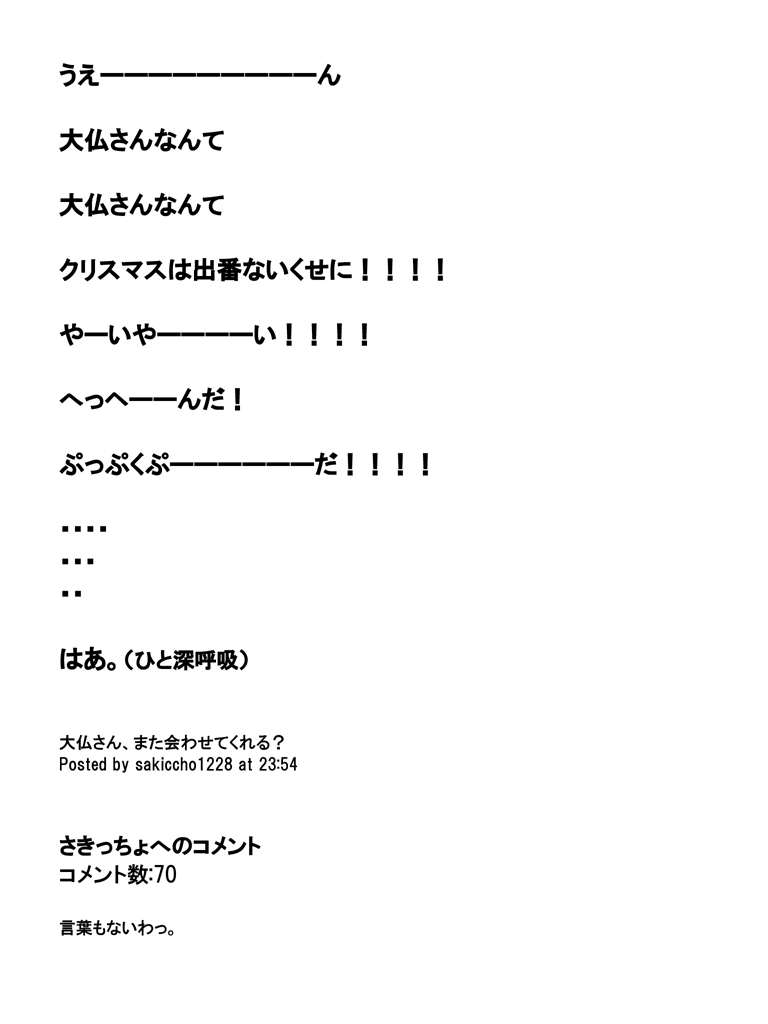 うえーーーーーーーーーん
大仏さんなんて
大仏さんなんて
クリスマスは出番ないくせに！！！！
やーいやーーーーい！！！！
へっへーーんだ！
ぷっぷくぷーーーーーーだ！！！！
・・・・
・・・
・・
はあ。（ひと深呼吸）
大仏さん、また会わせてくれる？
Posted by sakiccho1228 at 23:54
さきっちょへのコメント
コメント数:70
言葉もないわっ。